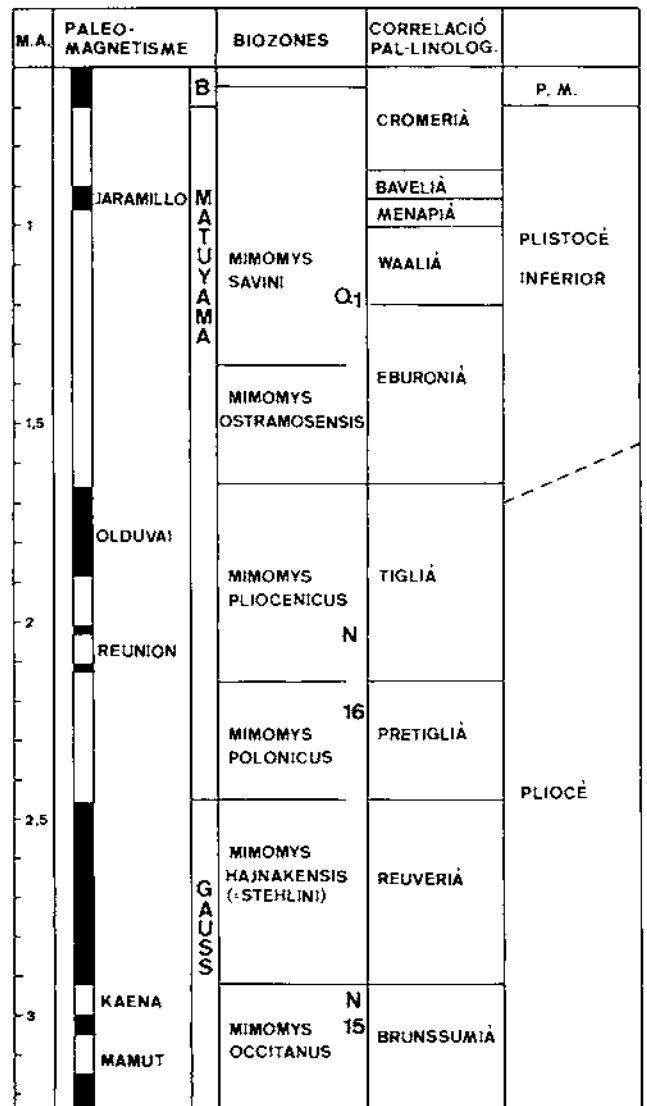 M.A.
PALEO-
MAGNETISME
BIOZONES
CORRELACIÓ
PAL-LINOLOG.
B
P. M.
CROMERIÀ
JARAMILLO
MATUYAMA
BAVELIÀ
MENAPIÀ
1
PLISTOCÉ
INFERIOR
MIMOMYS
SAVINI
WAALIÀ
Q1
EBURONIÀ
MIMOMYS
OSTRAMOSENSIS
1,5
OLDUVAI
MIMOMYS
PLIOCENICUS
TIGLIÀ
2
N
REUNION
16
MIMOMYS
POLONICUS
PRETIGLIÀ
PLIOCÉ
2,5
MIMOMYS
HAJNAKENSIS
(=STEHLINI)
REUVERIÀ
GAUSS
KAENA
N
3
15
MIMOMYS
OCCITANUS
BRUNSSUMIÀ
MAMUT